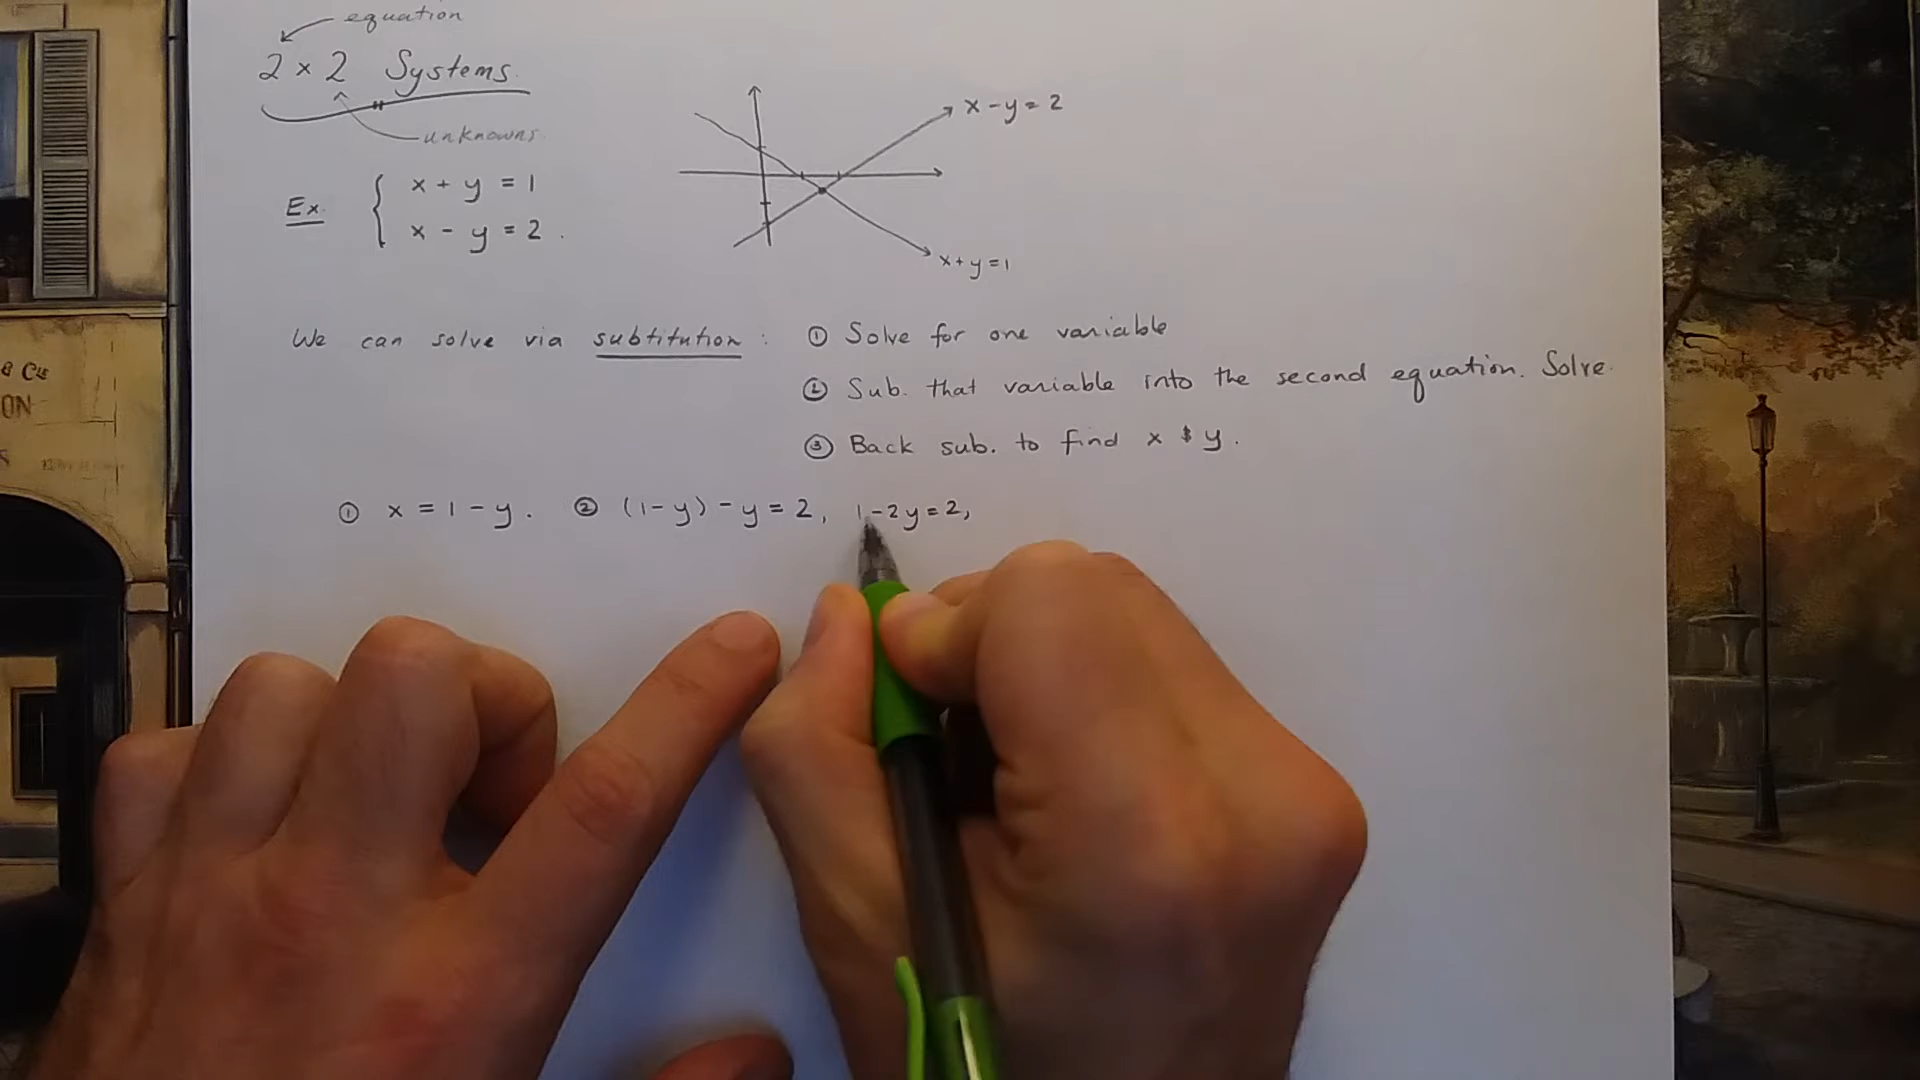 equation
2 × 2 Systems.
unknowns
x - y = 2
Ex. x + y = 1
x - y = 2.
x + y = 1
We can solve via subtitution : ① Solve for one variable
② Sub. that variable into the second equation. Solve.
③ Back sub. to find x & y.
① x = 1 - y. ② (1-y) - y = 2, 1-2y = 2,
& Cie
ON
S